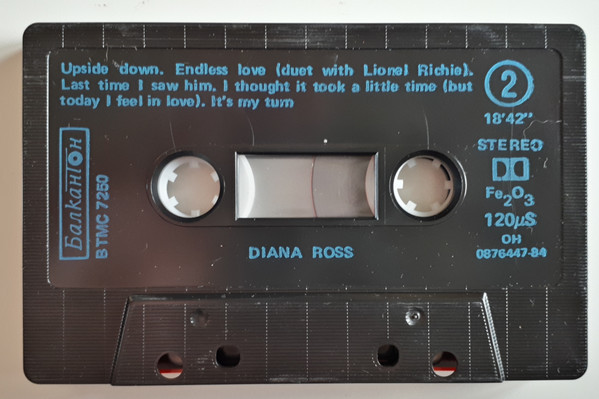 Upside down. Endless love (duet with Lionel Richie).
Last time I saw him. I thought it took a little time (but
today I feel in love). It's my turn
2
18'42"
STEREO
Fe2O3
120µS
OH
0876447-84
Балкантон
BTMC 7250
DIANA ROSS